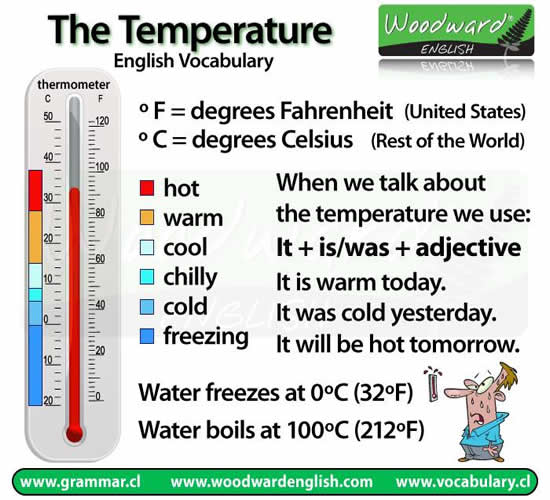 The Temperature
English Vocabulary
Woodward®
ENGLISH
thermometer
C F
50
40
30
20
10
0
10
20
120
100
80
60
40
20
0
º F = degrees Fahrenheit (United States)
º C = degrees Celsius (Rest of the World)
hot
warm
cool
chilly
cold
freezing
When we talk about
the temperature we use:
It + is/was + adjective
It is warm today.
It was cold yesterday.
It will be hot tomorrow.
Water freezes at 0ºC (32ºF)
Water boils at 100ºC (212ºF)
www.grammar.cl www.woodwardenglish.com www.vocabulary.cl